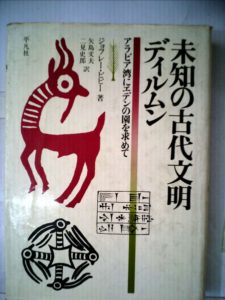 未知の古代文明
ディルムン
アラビア湾にエデンの園を求めて
ジョフレー・ビビー 著
矢島文夫
二見史郎 訳
平凡社